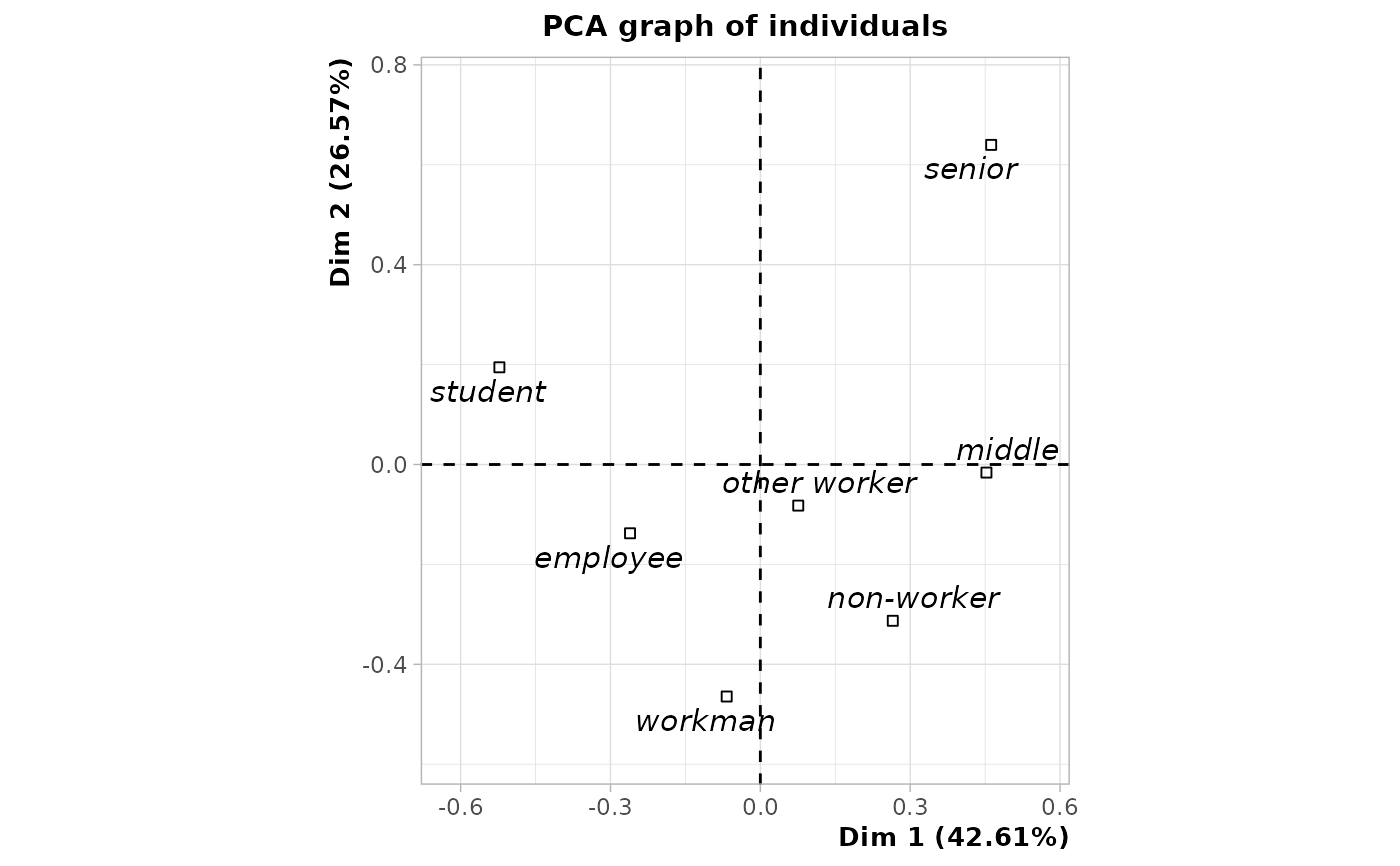 PCA graph of individuals
Dim 2 (26.57%)
0.8
senior
0.4
student
middle
0.0
other worker
employee
non-worker
-0.4
workman
-0.6 -0.3 0.0 0.3 0.6
Dim 1 (42.61%)